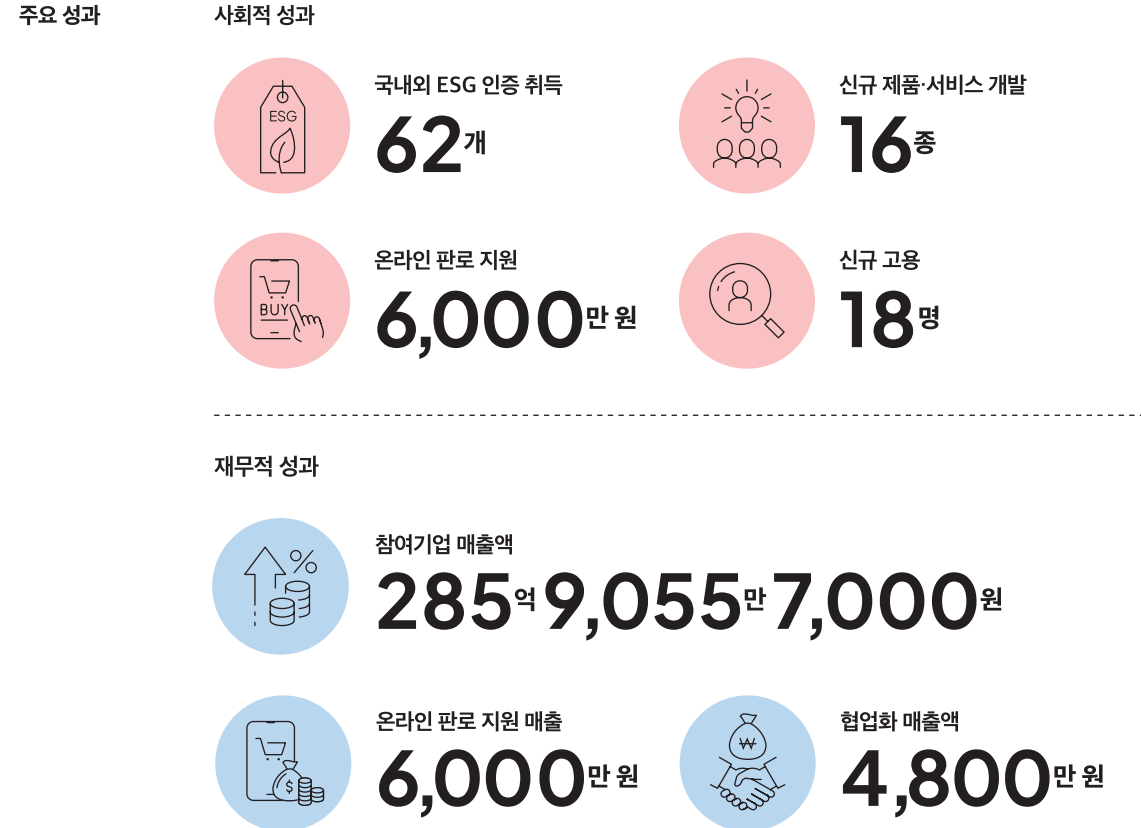 주요 성과
사회적 성과
ESG
국내외 ESG 인증 취득
62개
신규 제품·서비스 개발
16종
BUY
온라인 판로 지원
6,000만 원
신규 고용
18명
재무적 성과
%
참여기업 매출액
285억 9,055만 7,000원
$
온라인 판로 지원 매출
6,000만 원
₩
협업화 매출액
4,800만 원